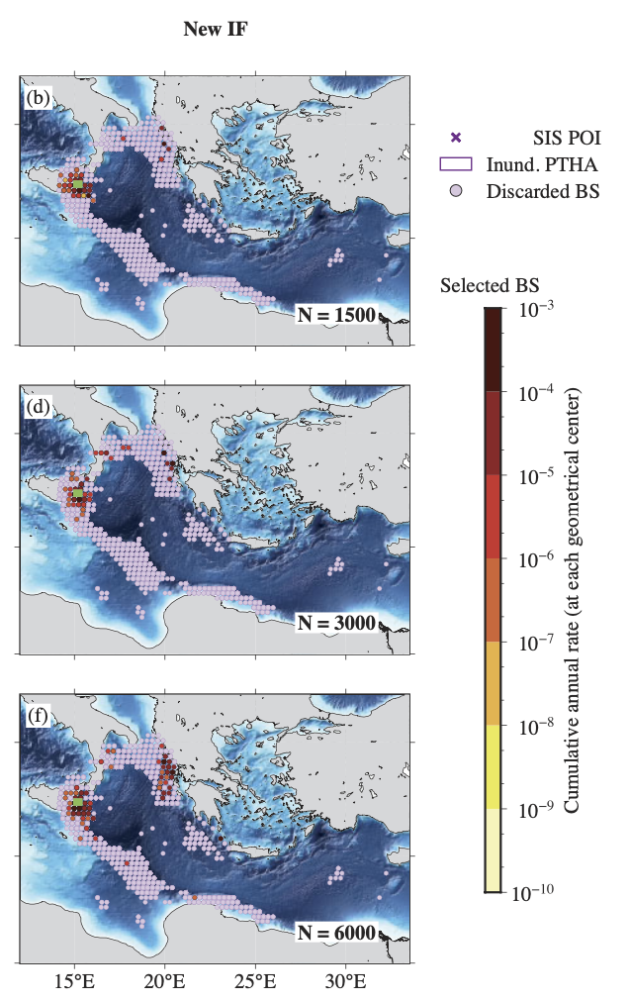 New IF
(b)
N = 1500
SIS POI
Inund. PTHA
Discarded BS
Selected BS
10⁻³
10⁻⁴
10⁻⁵
10⁻⁶
10⁻⁷
10⁻⁸
10⁻⁹
10⁻¹⁰
Cumulative annual rate (at each geometrical center)
(d)
N = 3000
(f)
N = 6000
15°E 20°E 25°E 30°E